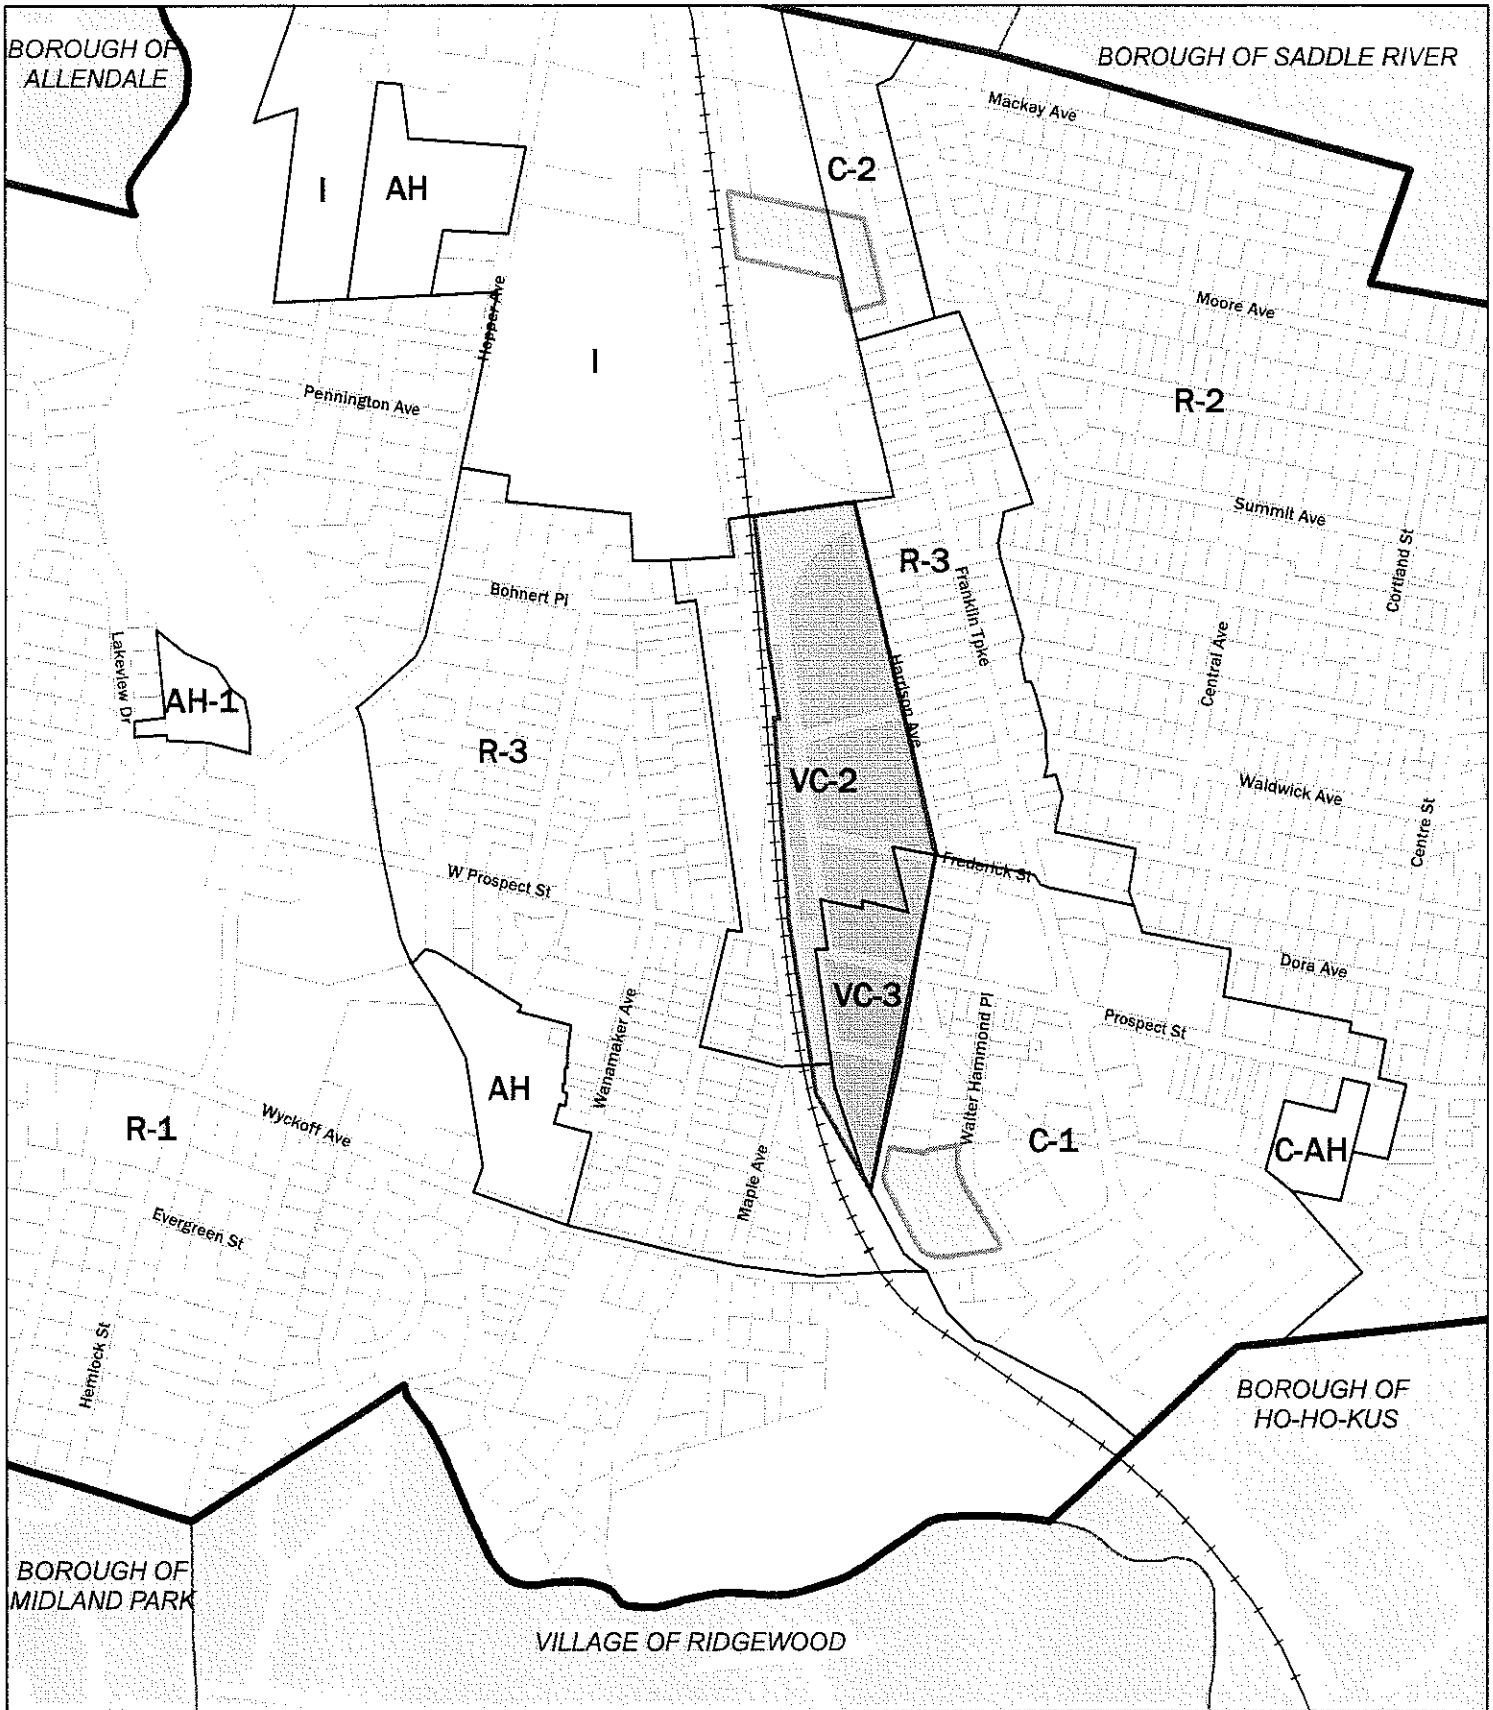 BOROUGH OF
ALLENDALE
BOROUGH OF SADDLE RIVER
Mackay Ave
C-2
I
AH
Hopper Ave
Moore Ave
I
Pennington Ave
R-2
Summit Ave
Cortland St
R-3
Franklin Tpke
Bohnert Pl
Lakeview Dr
AH-1
Harrison Ave
Central Ave
R-3
VC-2
Waldwick Ave
Centre St
W Prospect St
Frederick St
Dora Ave
VC-3
Prospect St
Wanamaker Ave
Walter Hammond Pl
AH
R-1
Wyckoff Ave
C-1
C-AH
Maple Ave
Evergreen St
Hemlock St
BOROUGH OF
HO-HO-KUS
BOROUGH OF
MIDLAND PARK
VILLAGE OF RIDGEWOOD